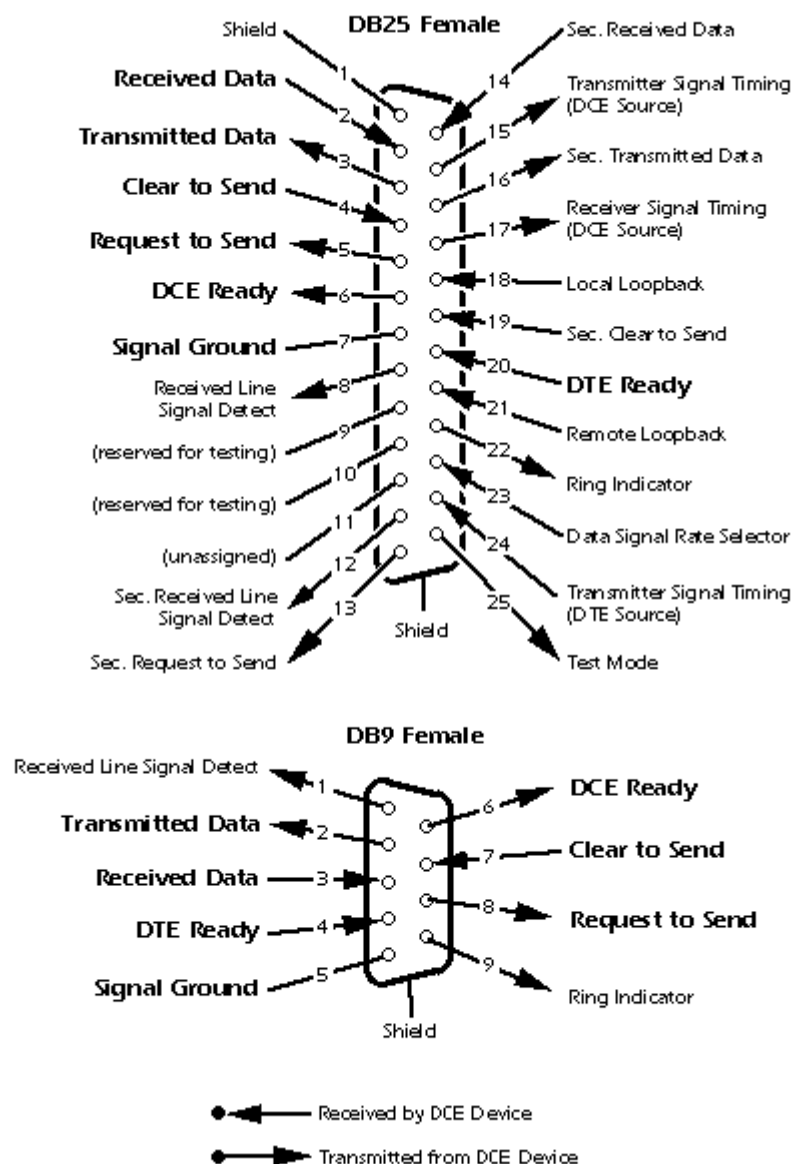 DB25 Female
Shield
1
Received Data
2
Transmitted Data
3
Clear to Send
4
Request to Send
5
DCE Ready
6
Signal Ground
7
Received Line
Signal Detect
8
(reserved for testing)
9
(reserved for testing)
10
(unassigned)
11
Sec. Received Line
Signal Detect
12
Sec. Request to Send
13
Sec. Received Data
14
Transmitter Signal Timing
(DCE Source)
15
Sec. Transmitted Data
16
Receiver Signal Timing
(DCE Source)
17
Local Loopback
18
Sec. Clear to Send
19
DTE Ready
20
Remote Loopback
21
Ring Indicator
22
Data Signal Rate Selector
23
Transmitter Signal Timing
(DTE Source)
24
Test Mode
25
Shield
DB9 Female
Received Line Signal Detect
1
Transmitted Data
2
Received Data
3
DTE Ready
4
Signal Ground
5
DCE Ready
6
Clear to Send
7
Request to Send
8
Ring Indicator
9
Shield
Received by DCE Device
Transmitted from DCE Device